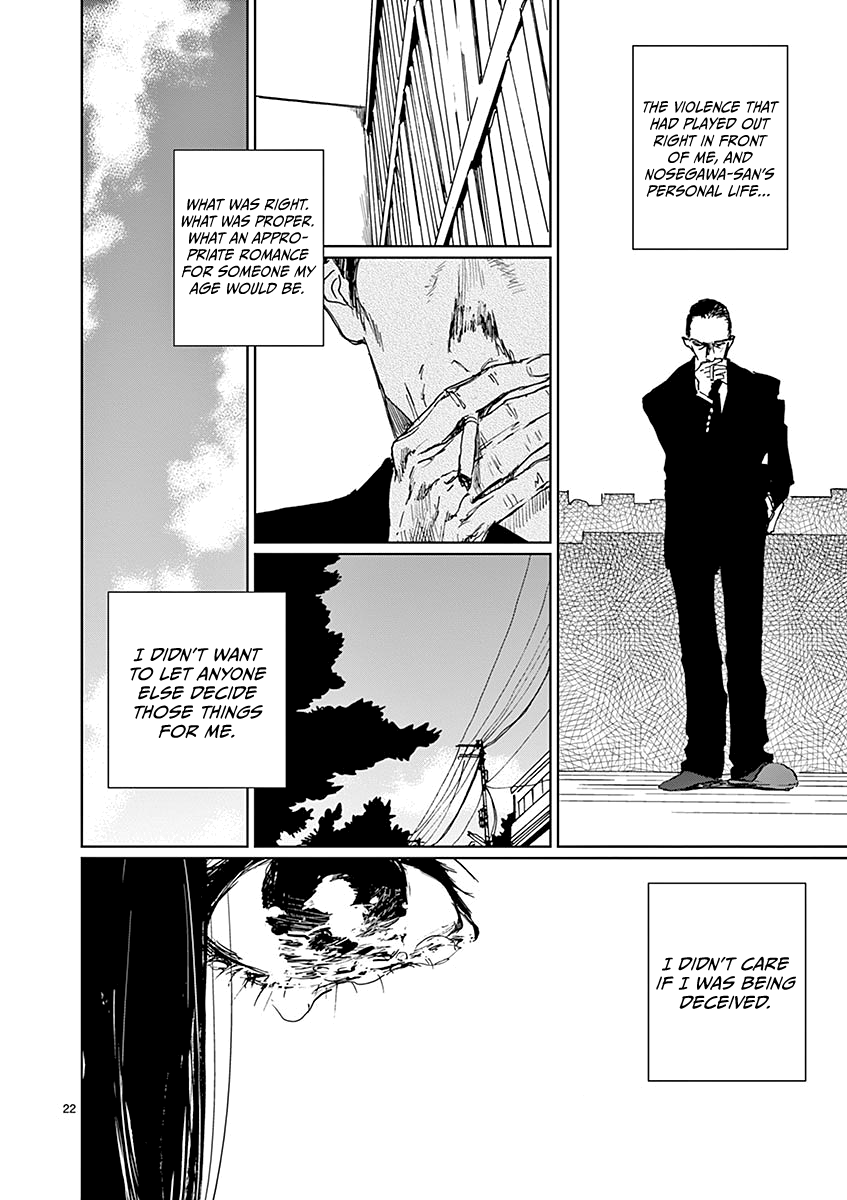 THE VIOLENCE THAT
HAD PLAYED OUT
RIGHT IN FRONT
OF ME, AND
NOSEGAWA-SAN'S
PERSONAL LIFE...
WHAT WAS RIGHT.
WHAT WAS PROPER.
WHAT AN APPRO-
PRIATE ROMANCE
FOR SOMEONE MY
AGE WOULD BE.
I DIDN'T WANT
TO LET ANYONE
ELSE DECIDE
THOSE THINGS
FOR ME.
I DIDN'T CARE
IF I WAS BEING
DECEIVED.
22